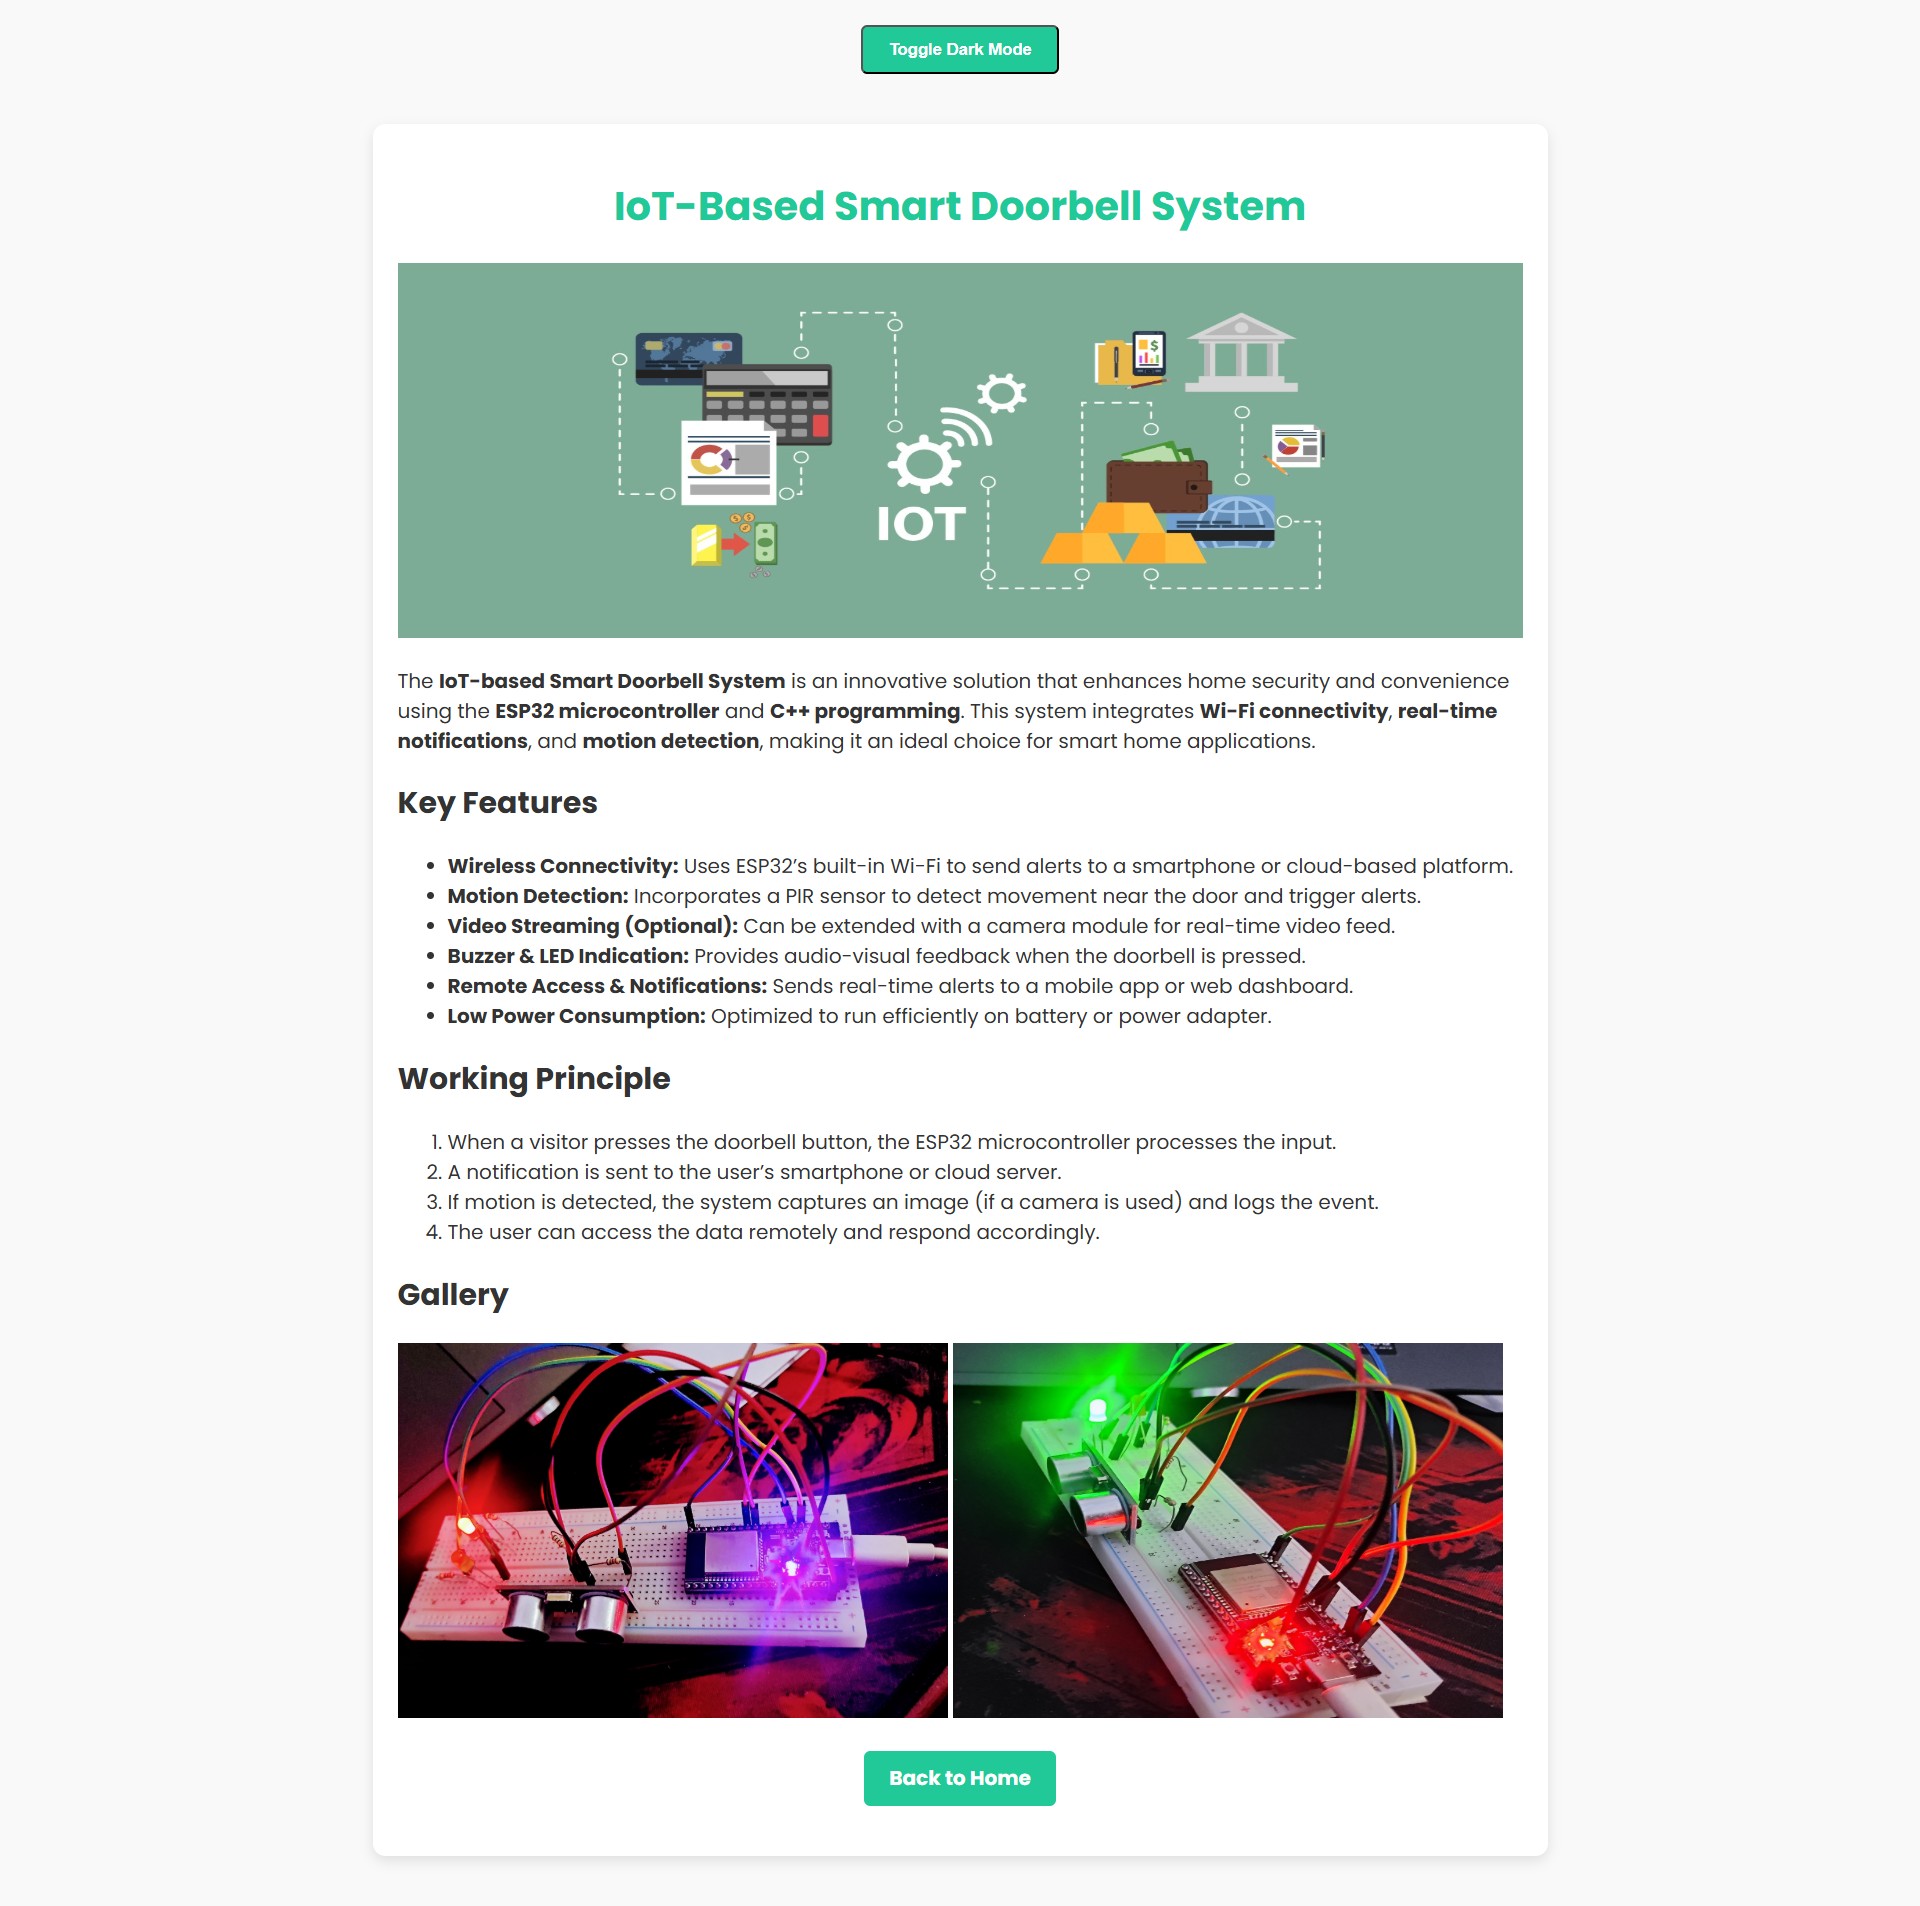 Toggle Dark Mode
IoT-Based Smart Doorbell System
IOT
The IoT-based Smart Doorbell System is an innovative solution that enhances home security and convenience
using the ESP32 microcontroller and C++ programming. This system integrates Wi-Fi connectivity, real-time
notifications, and motion detection, making it an ideal choice for smart home applications.
Key Features
• Wireless Connectivity: Uses ESP32’s built-in Wi-Fi to send alerts to a smartphone or cloud-based platform.
• Motion Detection: Incorporates a PIR sensor to detect movement near the door and trigger alerts.
• Video Streaming (Optional): Can be extended with a camera module for real-time video feed.
• Buzzer & LED Indication: Provides audio-visual feedback when the doorbell is pressed.
• Remote Access & Notifications: Sends real-time alerts to a mobile app or web dashboard.
• Low Power Consumption: Optimized to run efficiently on battery or power adapter.
Working Principle
1. When a visitor presses the doorbell button, the ESP32 microcontroller processes the input.
2. A notification is sent to the user’s smartphone or cloud server.
3. If motion is detected, the system captures an image (if a camera is used) and logs the event.
4. The user can access the data remotely and respond accordingly.
Gallery
Back to Home